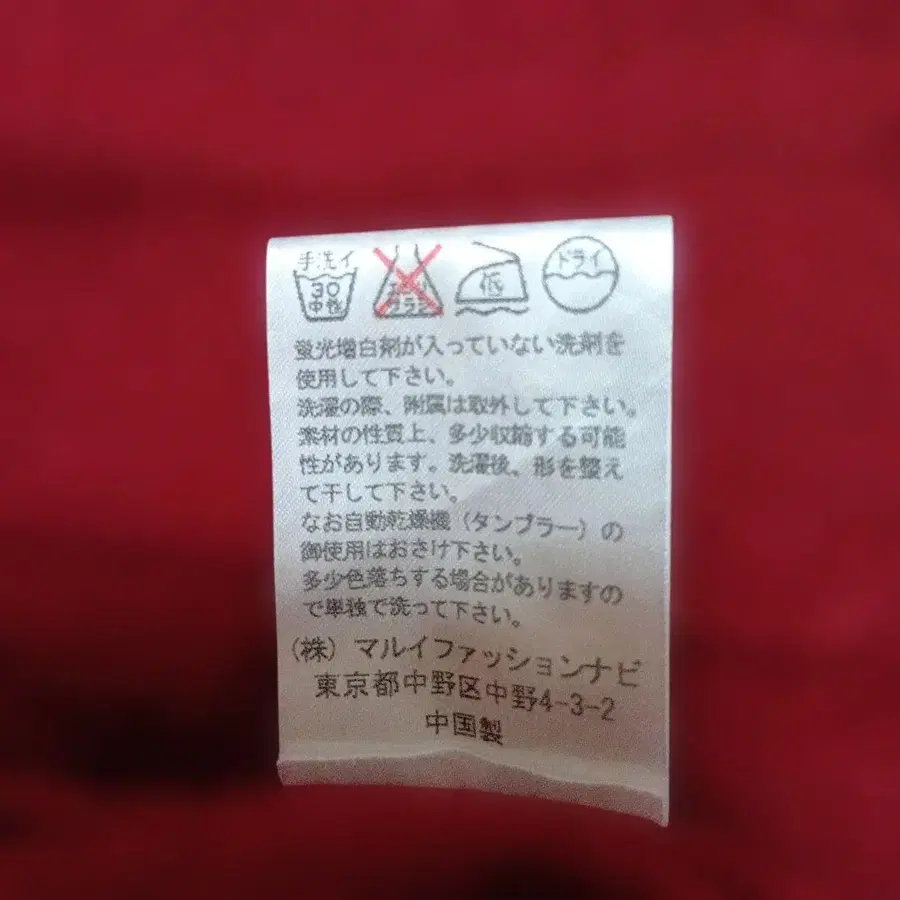 手洗イ
30
中性
エンソ
サラシ
低
ドライ
蛍光増白剤が入っていない洗剤を
使用して下さい。
洗濯の際、附属は取外して下さい。
素材の性質上、多少収縮する可能
性があります。洗濯後、形を整え
て干して下さい。
なお自動乾燥機（タンブラー）の
御使用はおさけ下さい。
多少色落ちする場合がありますの
で単独で洗って下さい。
（株）マルイファッションナビ
東京都中野区中野4-3-2
中国製